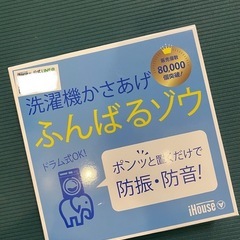 販売個数
80,000
個突破!
洗濯機かさあげ
ふんばるゾウ
ドラム式OK!
ポンッと置くだけで
防振・防音!
iHouse